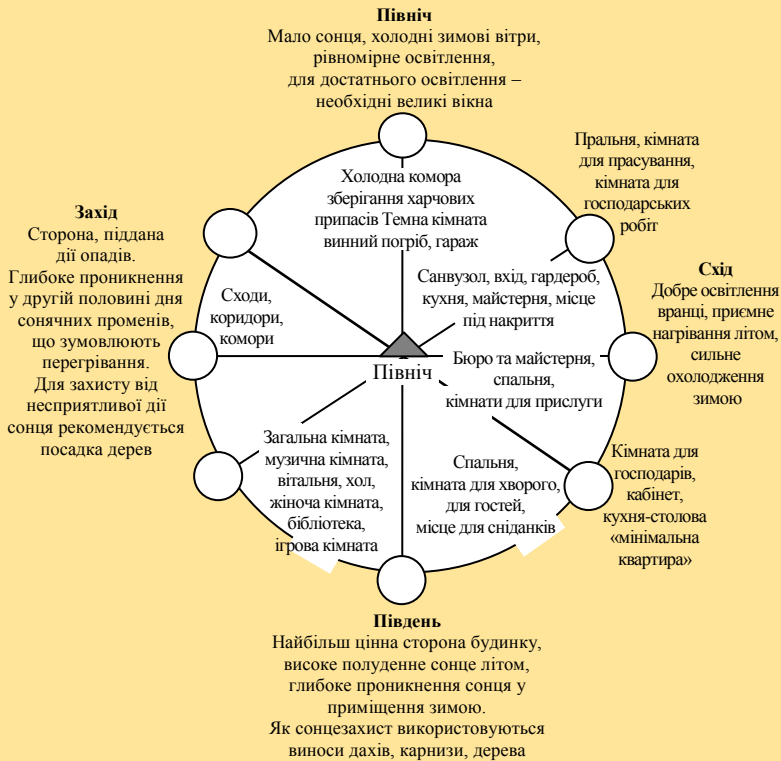 Північ
Мало сонця, холодні зимові вітри,
рівномірне освітлення,
для достатнього освітлення –
необхідні великі вікна
Пральня, кімната
для прасування,
кімната для
господарських
робіт
Холодна комора
зберігання харчових
припасів Темна кімната
винний погріб, гараж
Захід
Сторона, піддана
дії опадів.
Глибоке проникнення
у другій половині дня
сонячних променів,
що зумовлюють
перегрівання.
Для захисту від
несприятливої дії
сонця рекомендується
посадка дерев
Санвузол, вхід, гардероб,
кухня, майстерня, місце
під накриття
Схід
Добре освітлення
вранці, приємне
нагрівання літом,
сильне
охолодження
зимою
Сходи,
коридори,
комори
Північ
Бюро та майстерня,
спальня,
кімнати для прислуги
Загальна кімната,
музична кімната,
вітальня, хол,
жіноча кімната,
бібліотека,
ігрова кімната
Спальня,
кімната для хворого,
для гостей,
місце для сніданків
Кімната для
господарів,
кабінет,
кухня-столова
«мінімальна
квартира»
Південь
Найбільш цінна сторона будинку,
високе полуденне сонце літом,
глибоке проникнення сонця у
приміщення зимою.
Як сонцезахист використовуються
виноси дахів, карнизи, дерева